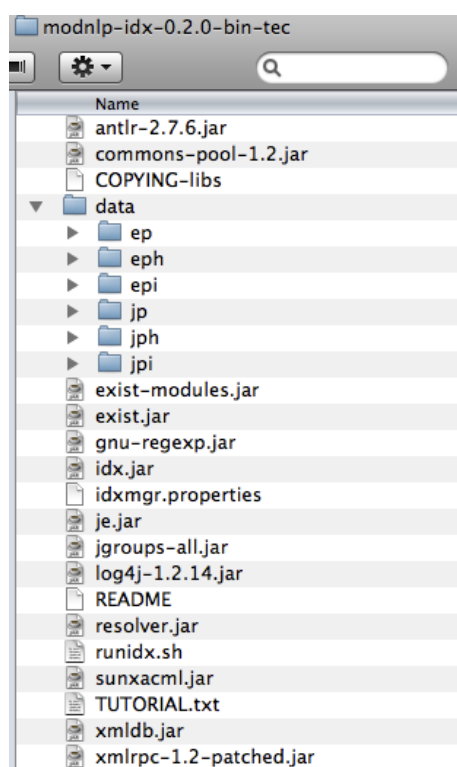 modnlp-idx-0.2.0-bin-tec
Name
antlr-2.7.6.jar
commons-pool-1.2.jar
COPYING-libs
data
ep
eph
epi
jp
jph
jpi
exist-modules.jar
exist.jar
gnu-regexp.jar
idx.jar
idxmgr.properties
je.jar
jgroups-all.jar
log4j-1.2.14.jar
README
resolver.jar
runidx.sh
sunxacml.jar
TUTORIAL.txt
xmldb.jar
xmlrpc-1.2-patched.jar